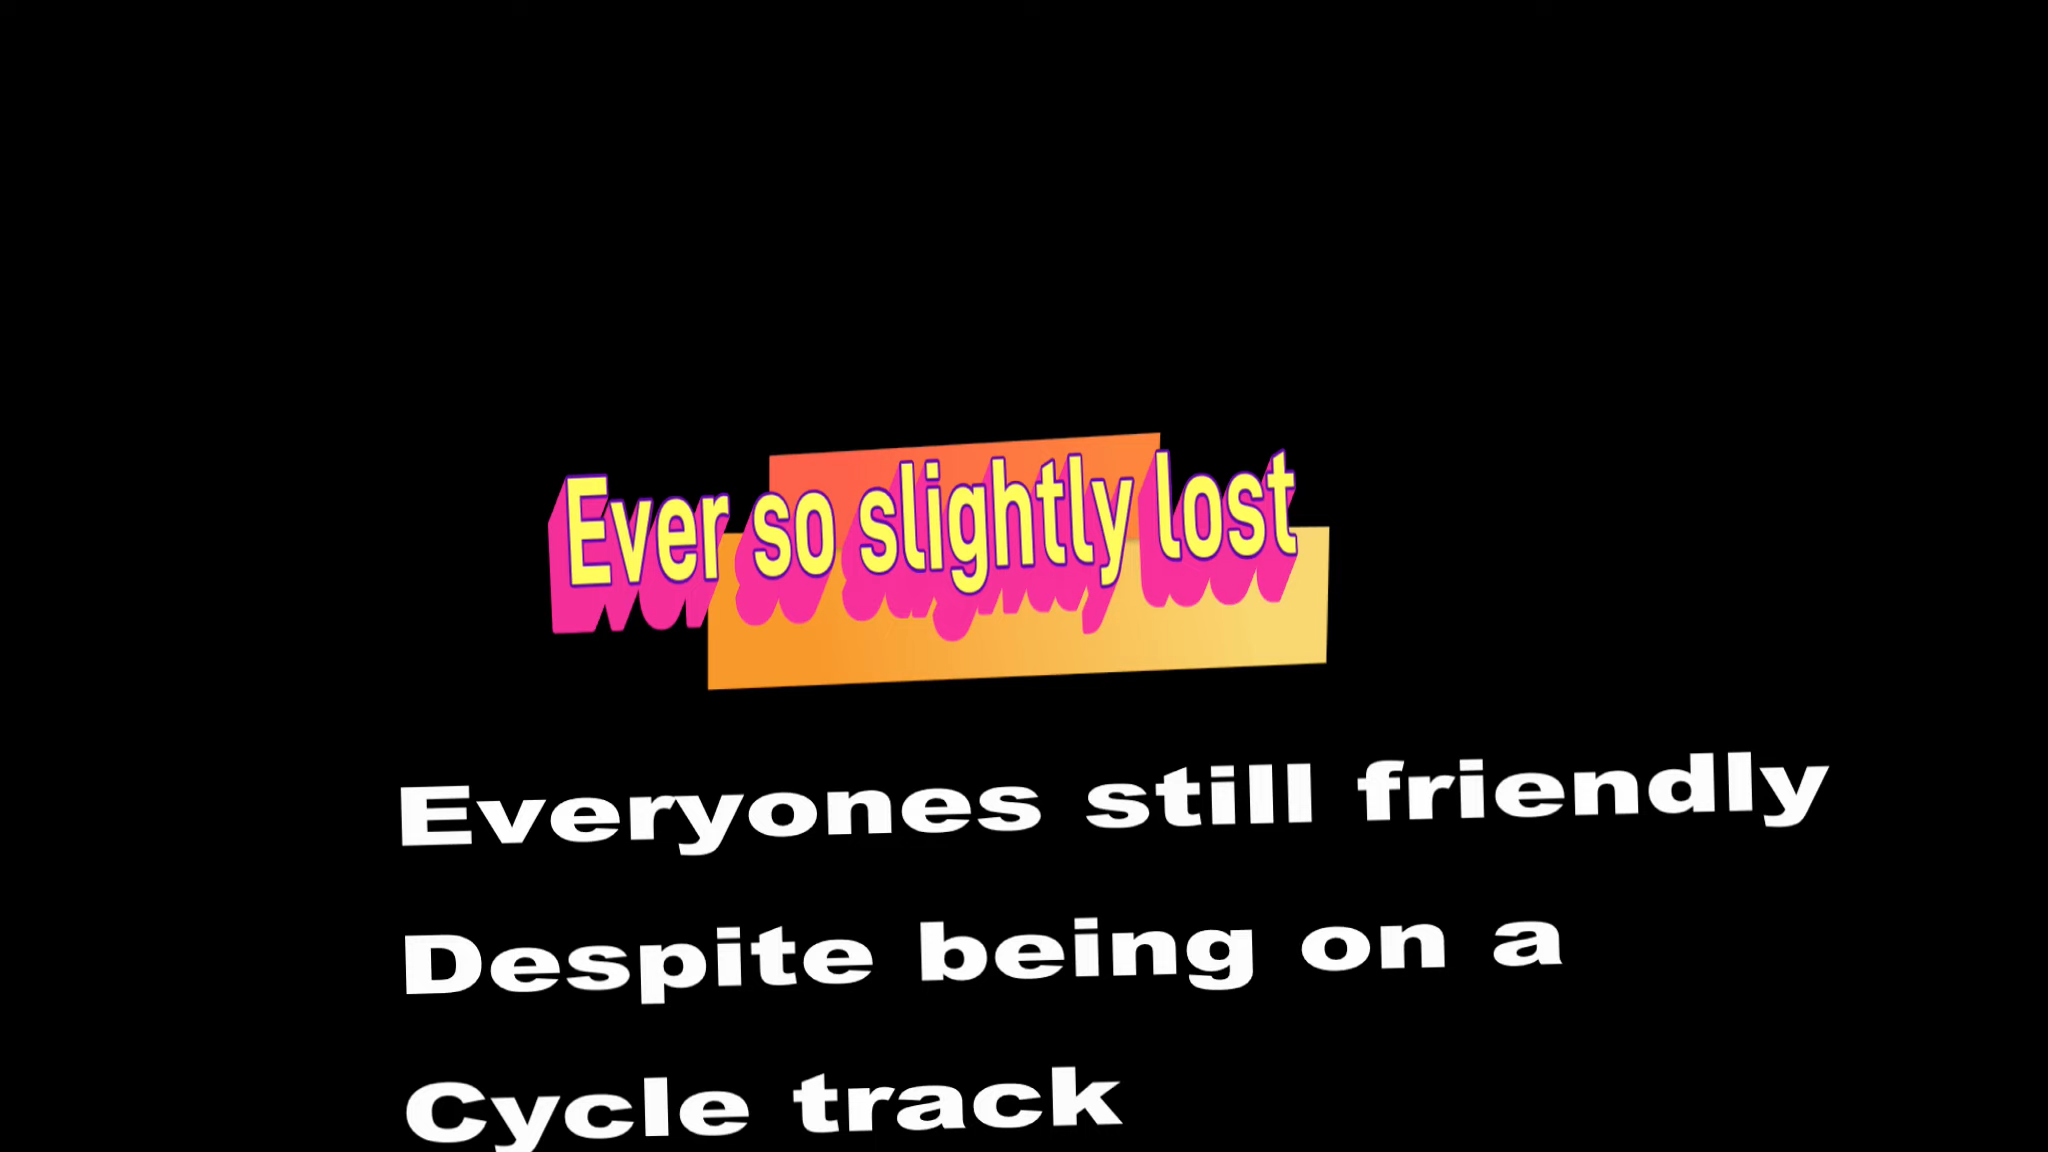 Ever so slightly lost
Everyones still friendly
Despite being on a
Cycle track